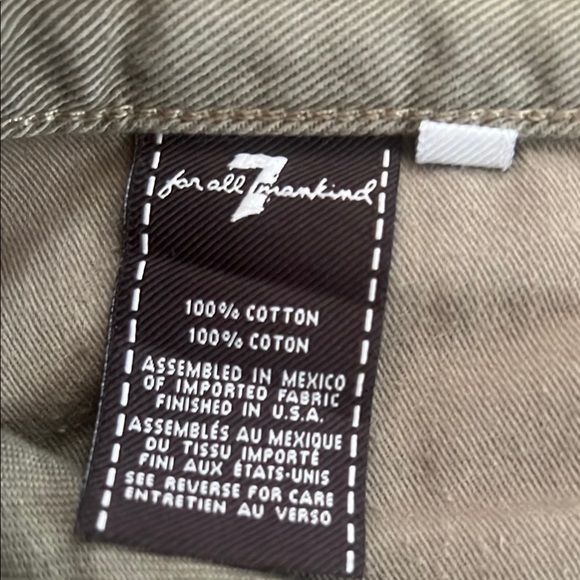 for all 7 mankind
100% COTTON
100% COTON
ASSEMBLED IN MEXICO
OF IMPORTED FABRIC
FINISHED IN U.S.A.
ASSEMBLÉS AU MEXIQUE
DU TISSU IMPORTÉ
FINI AUX ÉTATS-UNIS
SEE REVERSE FOR CARE
ENTRETIEN AU VERSO